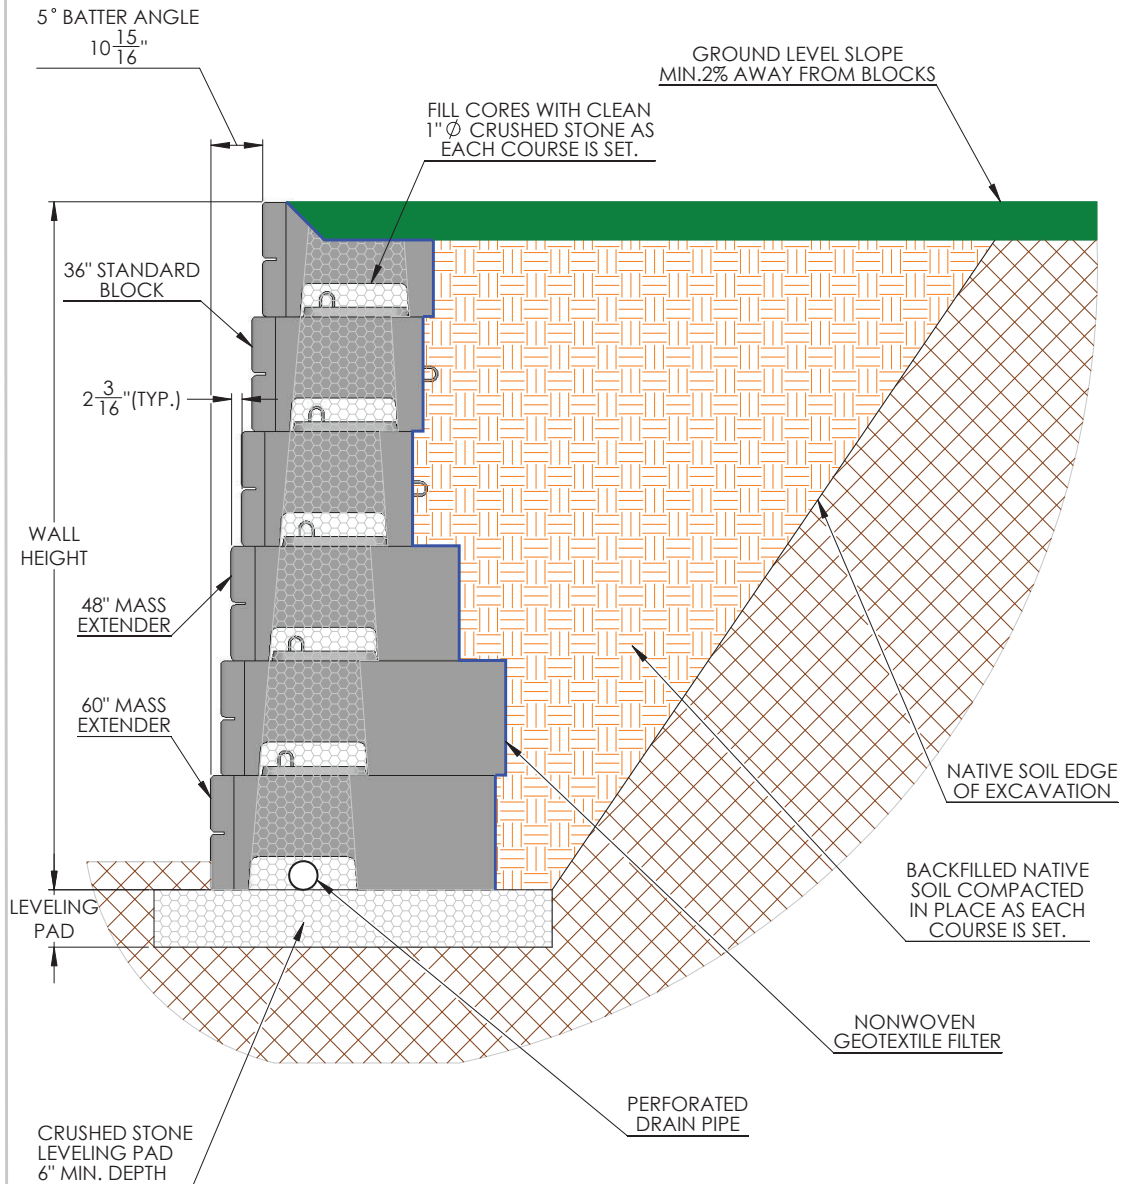 5° BATTER ANGLE
10 15/16"
GROUND LEVEL SLOPE
MIN.2% AWAY FROM BLOCKS
FILL CORES WITH CLEAN
1"∅ CRUSHED STONE AS
EACH COURSE IS SET.
36" STANDARD
BLOCK
2 3/16"(TYP.)
WALL
HEIGHT
48" MASS
EXTENDER
60" MASS
EXTENDER
NATIVE SOIL EDGE
OF EXCAVATION
BACKFILLED NATIVE
SOIL COMPACTED
IN PLACE AS EACH
COURSE IS SET.
LEVELING
PAD
NONWOVEN
GEOTEXTILE FILTER
PERFORATED
DRAIN PIPE
CRUSHED STONE
LEVELING PAD
6" MIN. DEPTH